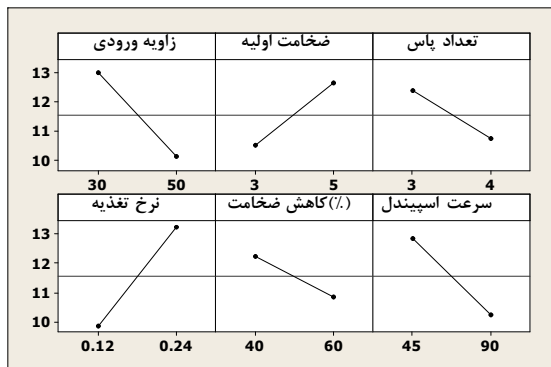 زاویه ورودی
ضخامت اولیه
تعداد پاس
13
12
11
10
30 50
3 5
3 4
نرخ تغذیه
کاهش ضخامت(٪)
سرعت اسپیندل
13
12
11
10
0.12 0.24
40 60
45 90